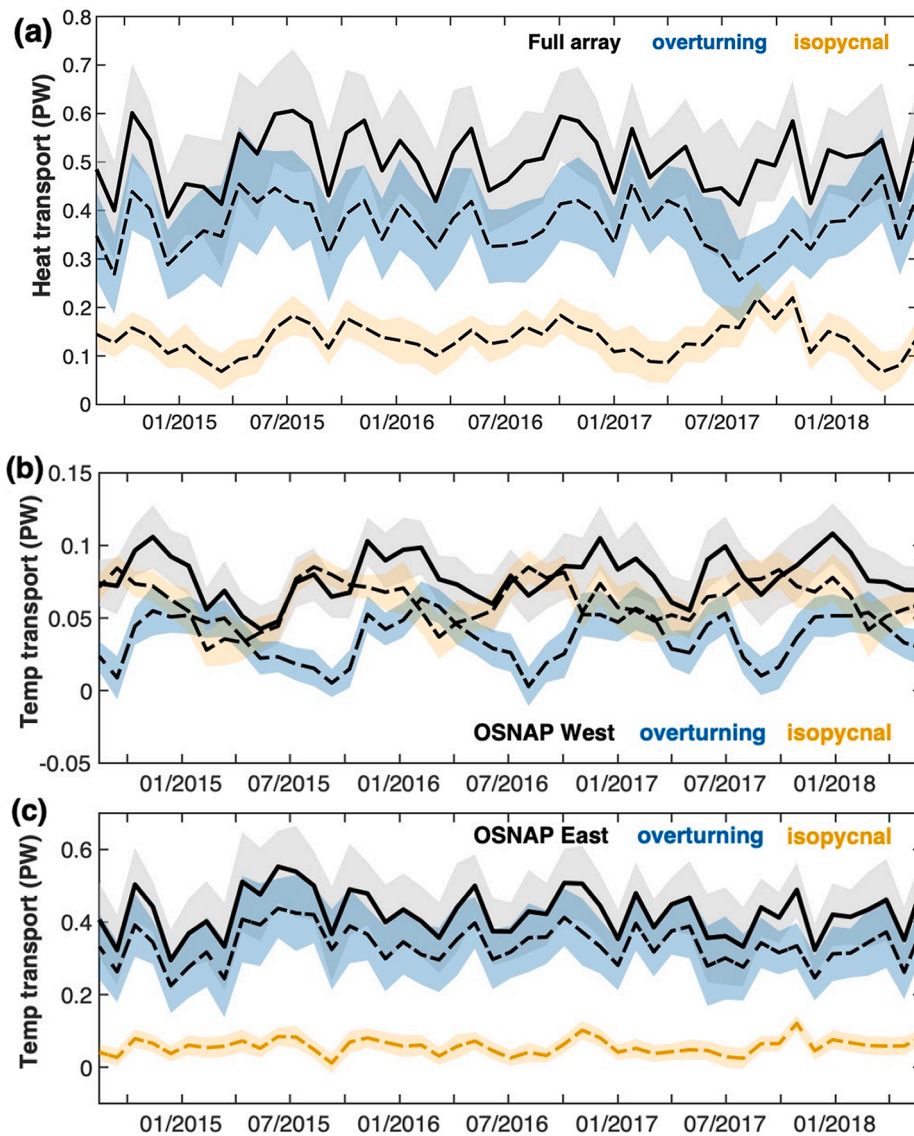 (a)
Full array overturning isopycnal
Heat transport (PW)
0.8
0.7
0.6
0.5
0.4
0.3
0.2
0.1
0
01/2015 07/2015 01/2016 07/2016 01/2017 07/2017 01/2018
(b)
Temp transport (PW)
0.15
0.1
0.05
0
-0.05
OSNAP West overturning isopycnal
01/2015 07/2015 01/2016 07/2016 01/2017 07/2017 01/2018
(c)
OSNAP East overturning isopycnal
Temp transport (PW)
0.6
0.4
0.2
0
01/2015 07/2015 01/2016 07/2016 01/2017 07/2017 01/2018